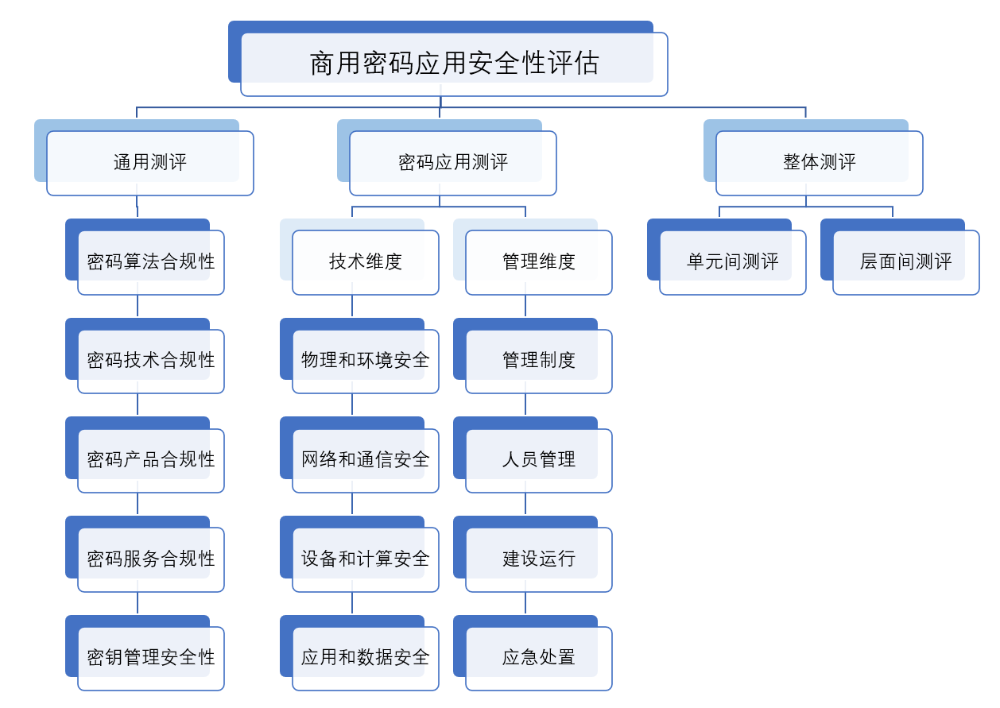 商用密码应用安全性评估
通用测评
密码应用测评
整体测评
密码算法合规性
技术维度
管理维度
单元间测评
层面间测评
密码技术合规性
物理和环境安全
管理制度
密码产品合规性
网络和通信安全
人员管理
密码服务合规性
设备和计算安全
建设运行
密钥管理安全性
应用和数据安全
应急处置